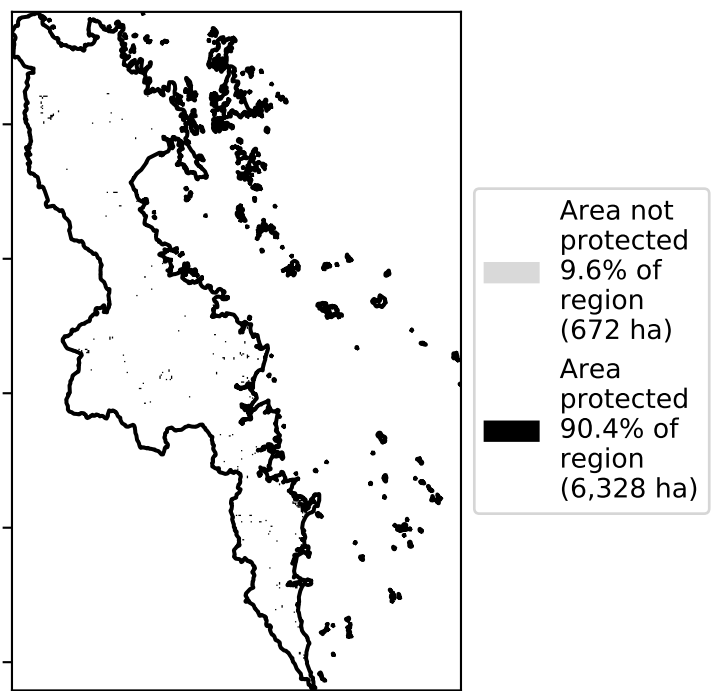 Area not
protected
9.6% of
region
(672 ha)
Area
protected
90.4% of
region
(6,328 ha)